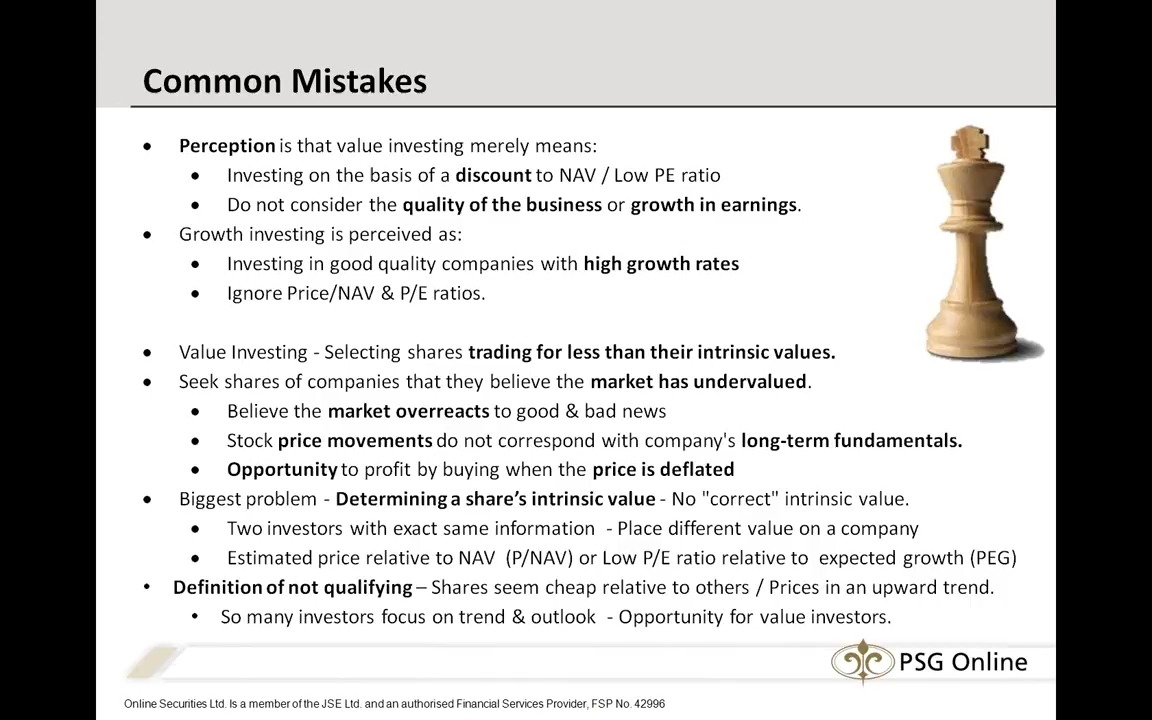 Common Mistakes
• Perception is that value investing merely means:
• Investing on the basis of a discount to NAV / Low PE ratio
• Do not consider the quality of the business or growth in earnings.
• Growth investing is perceived as:
• Investing in good quality companies with high growth rates
• Ignore Price/NAV & P/E ratios.
• Value Investing - Selecting shares trading for less than their intrinsic values.
• Seek shares of companies that they believe the market has undervalued.
• Believe the market overreacts to good & bad news
• Stock price movements do not correspond with company's long-term fundamentals.
• Opportunity to profit by buying when the price is deflated
• Biggest problem - Determining a share's intrinsic value - No "correct" intrinsic value.
• Two investors with exact same information - Place different value on a company
• Estimated price relative to NAV (P/NAV) or Low P/E ratio relative to expected growth (PEG)
• Definition of not qualifying – Shares seem cheap relative to others / Prices in an upward trend.
• So many investors focus on trend & outlook - Opportunity for value investors.
PSG Online
Online Securities Ltd. Is a member of the JSE Ltd. and an authorised Financial Services Provider, FSP No. 42996